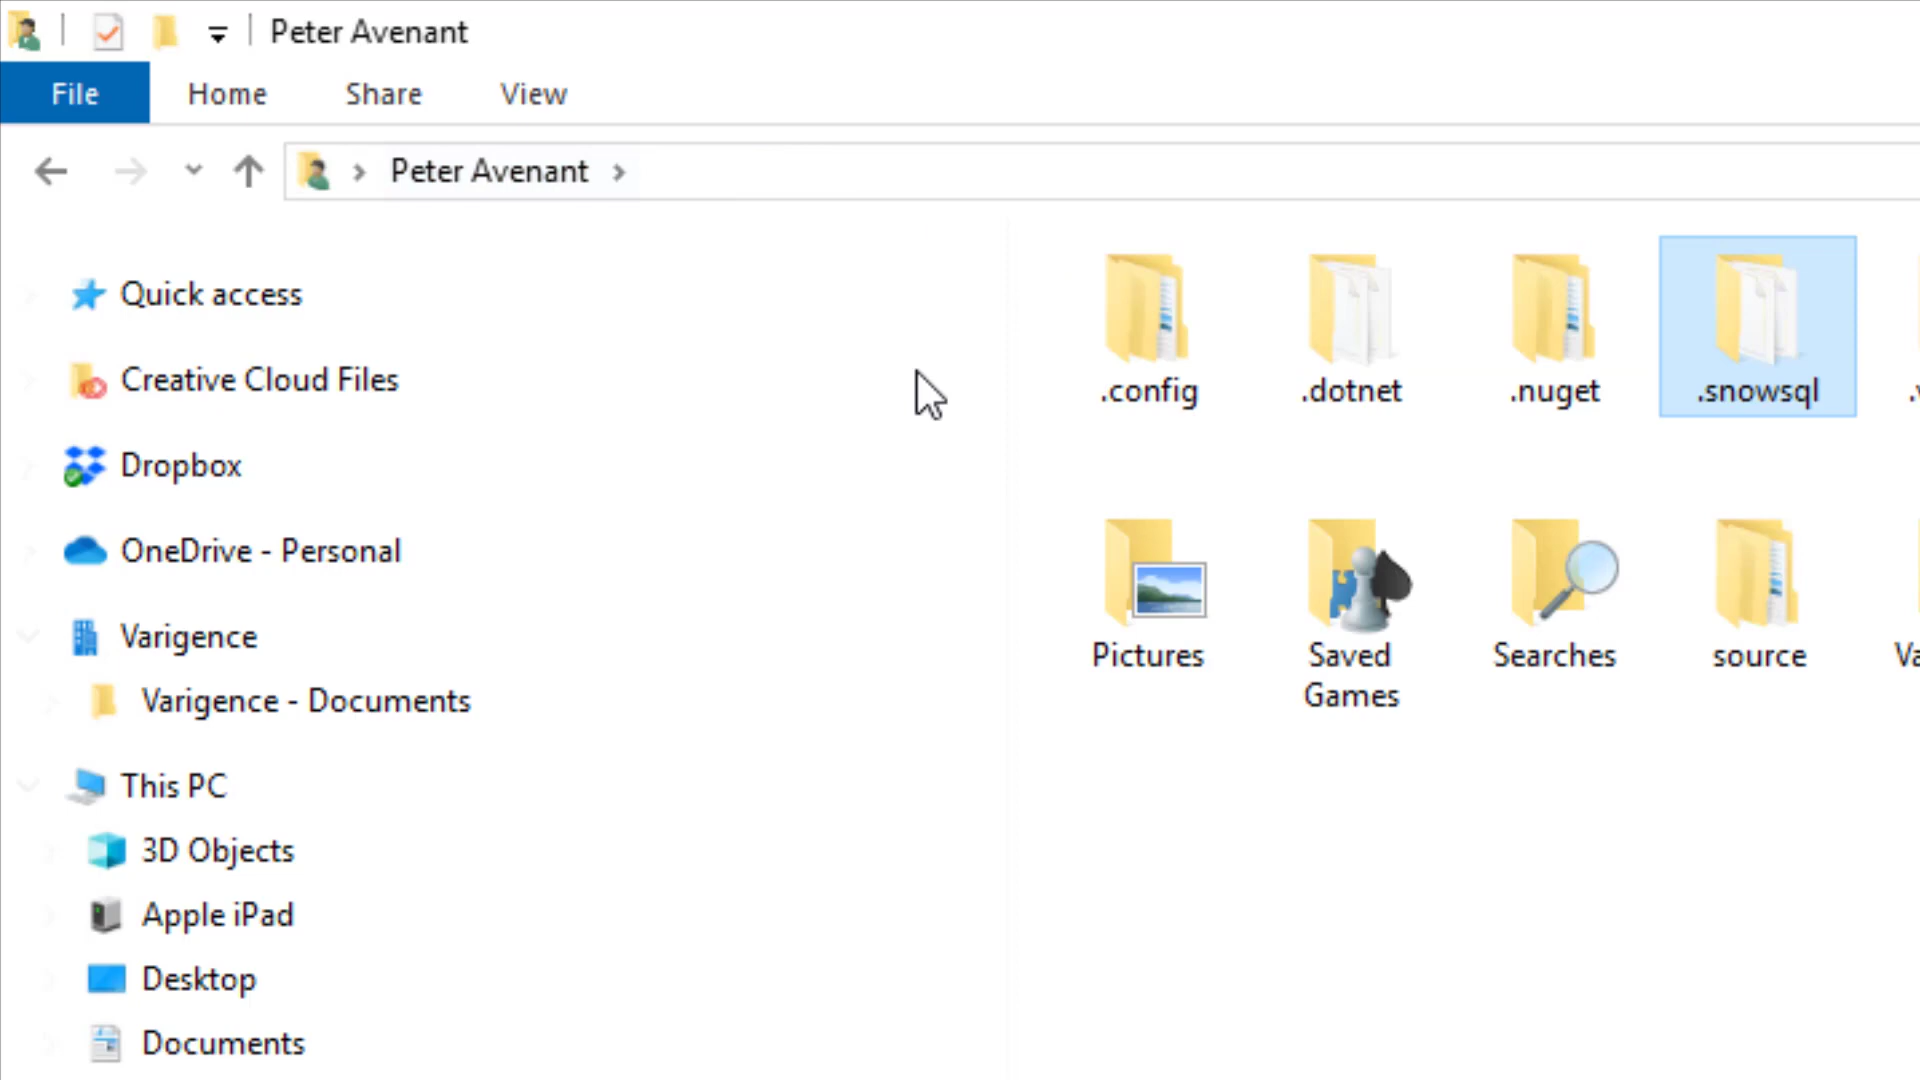 Peter Avenant
File Home Share View
Peter Avenant
Quick access
Creative Cloud Files
Dropbox
OneDrive - Personal
Varigence
Varigence - Documents
This PC
3D Objects
Apple iPad
Desktop
Documents
.config .dotnet .nuget .snowsql
Pictures Saved Games Searches source